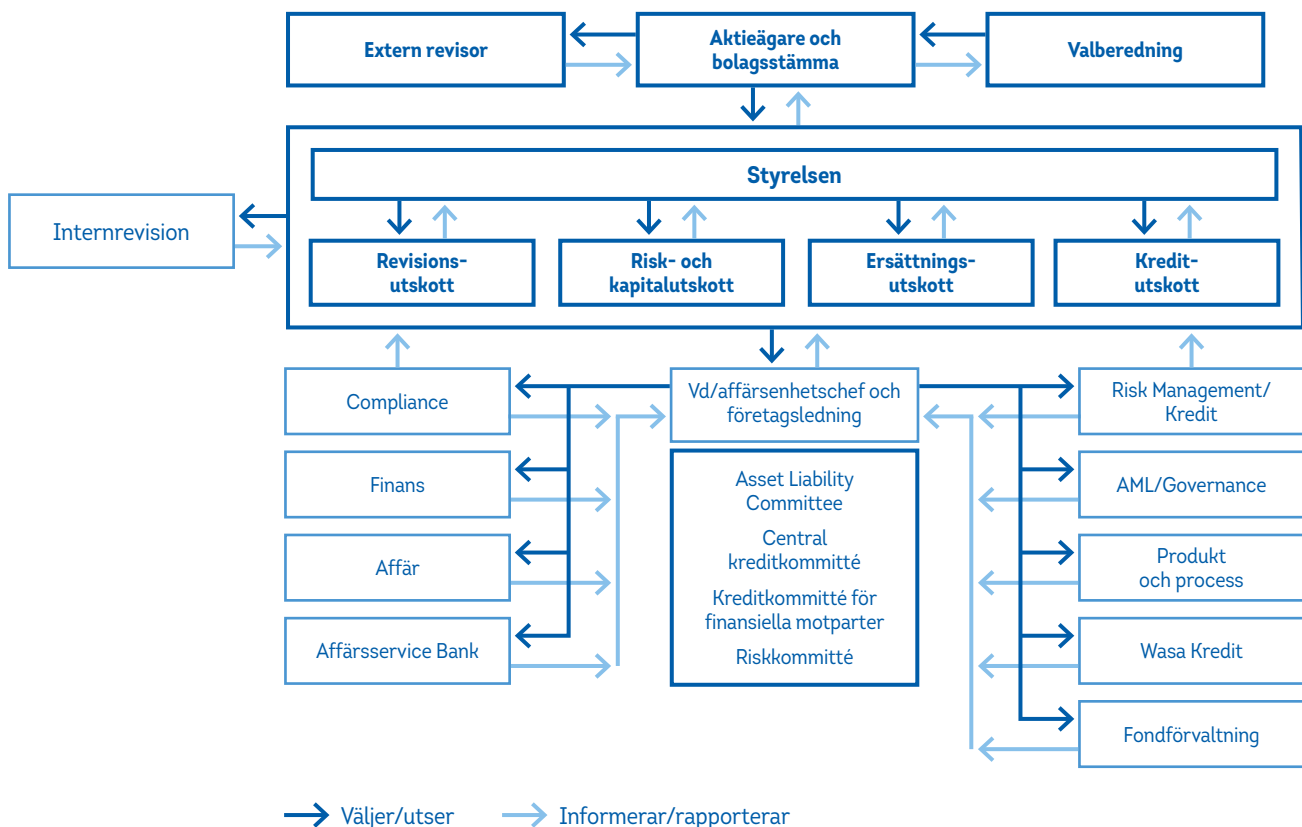 Extern revisor
Aktieägare och
bolagsstämma
Valberedning
Styrelsen
Internrevision
Revisions-
utskott
Risk- och
kapitalutskott
Ersättnings-
utskott
Kredit-
utskott
Compliance
Vd/affärsenhetschef och
företagsledning
Risk Management/
Kredit
Finans
Asset Liability
Committee
AML/Governance
Central
kreditkommitté
Affär
Produkt
och process
Kreditkommitté för
finansiella motparter
Affärsservice Bank
Riskkommitté
Wasa Kredit
Fondförvaltning
Väljer/utser
Informerar/rapporterar